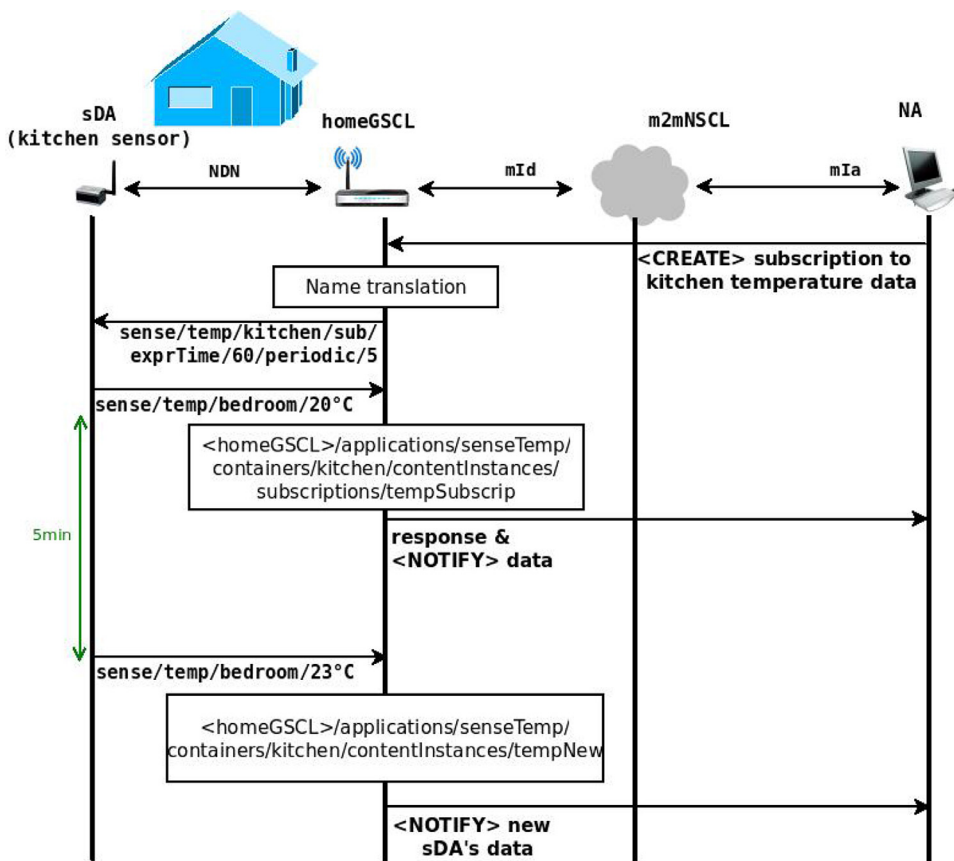 sDA
(kitchen sensor)
homeGSCL
m2mNSCL
NA
NDN
mId
mIa
<CREATE> subscription to
kitchen temperature data
Name translation
sense/temp/kitchen/sub/
exprTime/60/periodic/5
sense/temp/bedroom/20°C
<homeGSCL>/applications/senseTemp/
containers/kitchen/contentInstances/
subscriptions/tempSubscrip
5min
response &
<NOTIFY> data
sense/temp/bedroom/23°C
<homeGSCL>/applications/senseTemp/
containers/kitchen/contentInstances/tempNew
<NOTIFY> new
sDA's data